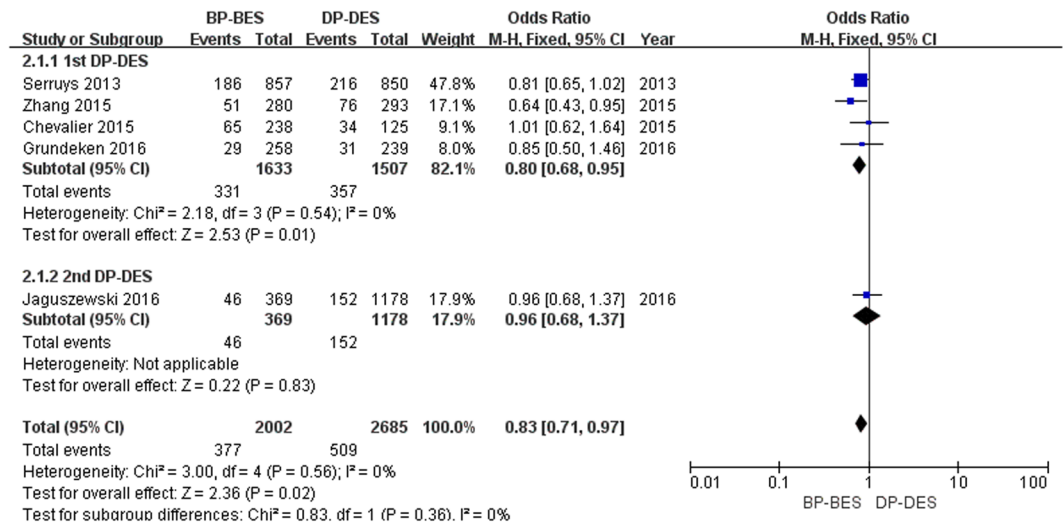 BP-BES DP-DES Odds Ratio Odds Ratio
Study or Subgroup Events Total Events Total Weight M-H, Fixed, 95% CI Year M-H, Fixed, 95% CI
2.1.1 1st DP-DES
Serruys 2013 186 857 216 850 47.8% 0.81 [0.65, 1.02] 2013
Zhang 2015 51 280 76 293 17.1% 0.64 [0.43, 0.95] 2015
Chevalier 2015 65 238 34 125 9.1% 1.01 [0.62, 1.64] 2015
Grundeken 2016 29 258 31 239 8.0% 0.85 [0.50, 1.46] 2016
Subtotal (95% CI) 1633 1507 82.1% 0.80 [0.68, 0.95]
Total events 331 357
Heterogeneity: Chi² = 2.18, df = 3 (P = 0.54); I² = 0%
Test for overall effect: Z = 2.53 (P = 0.01)
2.1.2 2nd DP-DES
Jaguszewski 2016 46 369 152 1178 17.9% 0.96 [0.68, 1.37] 2016
Subtotal (95% CI) 369 1178 17.9% 0.96 [0.68, 1.37]
Total events 46 152
Heterogeneity: Not applicable
Test for overall effect: Z = 0.22 (P = 0.83)
Total (95% CI) 2002 2685 100.0% 0.83 [0.71, 0.97]
Total events 377 509
Heterogeneity: Chi² = 3.00, df = 4 (P = 0.56); I² = 0%
Test for overall effect: Z = 2.36 (P = 0.02)
Test for subgroup differences: Chi² = 0.83, df = 1 (P = 0.36), I² = 0%
0.01 0.1 1 10 100
BP-BES DP-DES